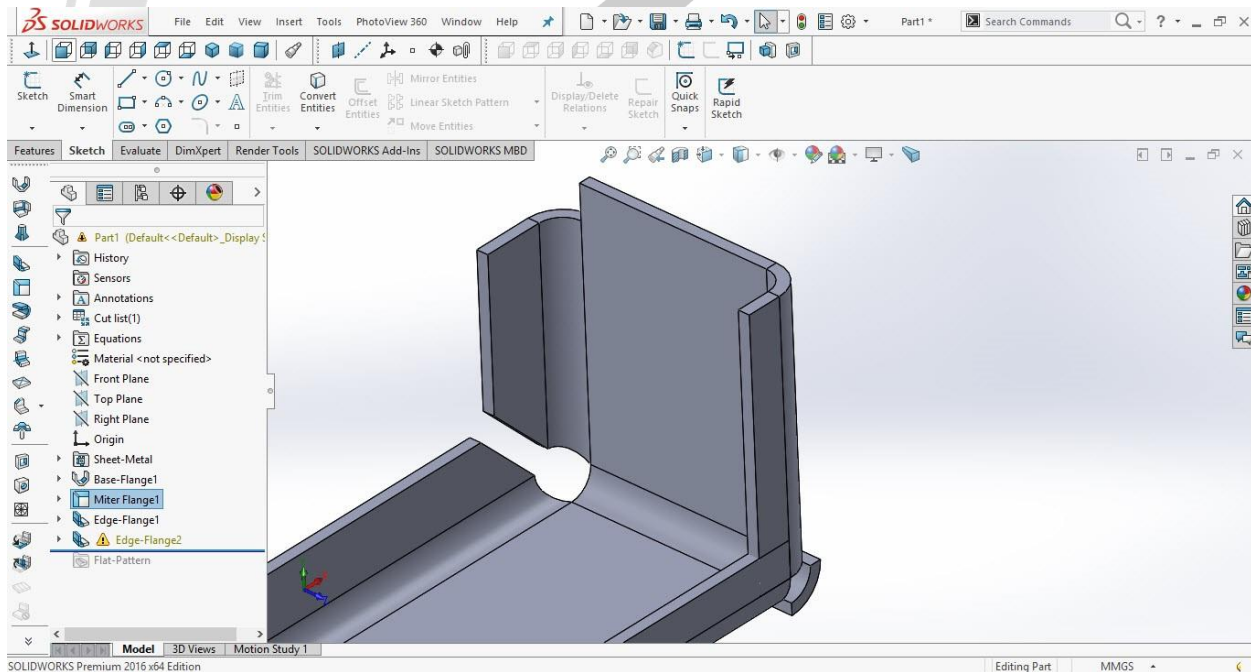 SOLIDWORKS File Edit View Insert Tools PhotoView 360 Window Help Part1 * Search Commands ?
Sketch Smart Dimension Trim Entities Convert Entities Offset Entities Mirror Entities Linear Sketch Pattern Move Entities Display/Delete Relations Repair Sketch Quick Snaps Rapid Sketch
Features Sketch Evaluate DimXpert Render Tools SOLIDWORKS Add-Ins SOLIDWORKS MBD
Part1 (Default<<Default>_Display S
History
Sensors
Annotations
Cut list(1)
Equations
Material <not specified>
Front Plane
Top Plane
Right Plane
Origin
Sheet-Metal
Base-Flange1
Miter Flange1
Edge-Flange1
Edge-Flange2
Flat-Pattern
Model 3D Views Motion Study 1
SOLIDWORKS Premium 2016 x64 Edition Editing Part MMGS